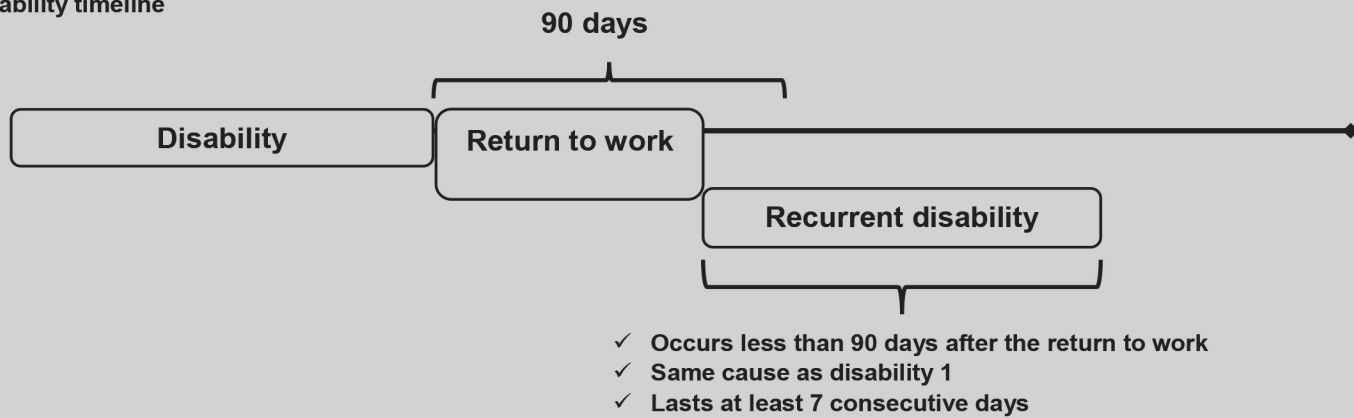 ability timeline
90 days
Disability
Return to work
Recurrent disability
✓ Occurs less than 90 days after the return to work
✓ Same cause as disability 1
✓ Lasts at least 7 consecutive days